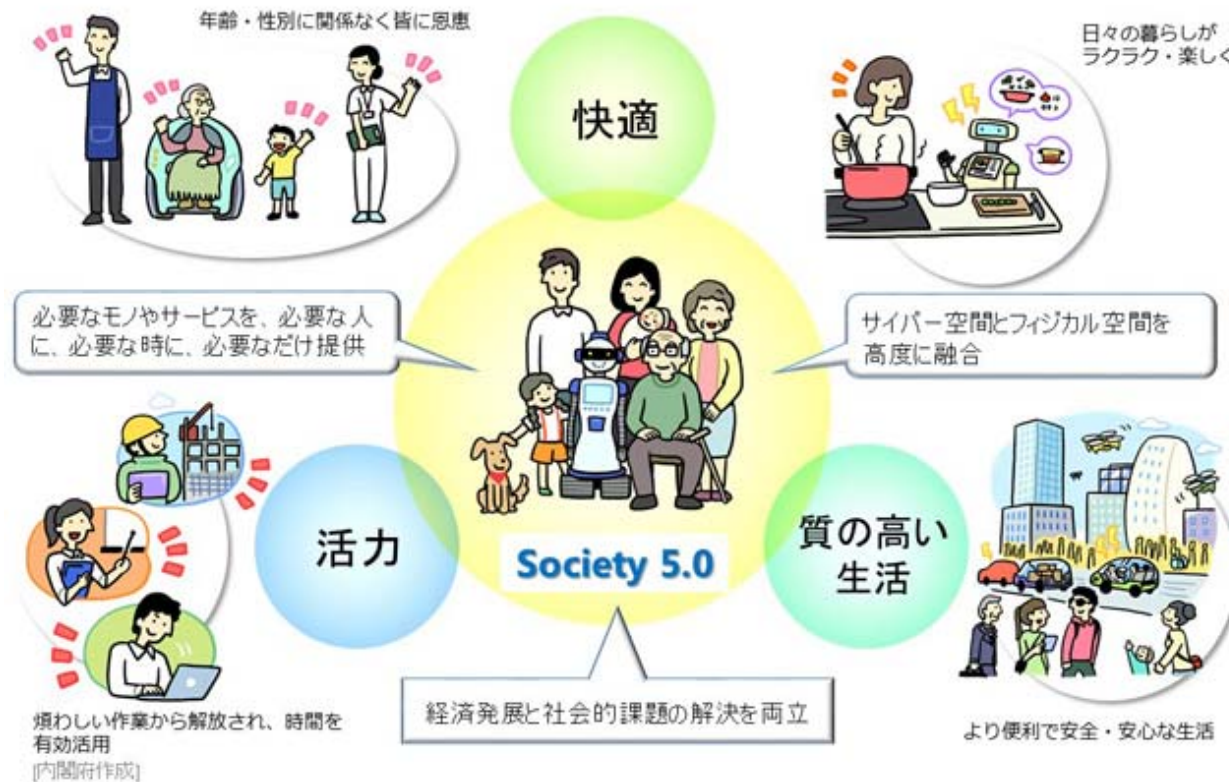 年齢・性別に関係なく皆に恩恵
快適
日々の暮らしが
ラクラク・楽しく
必要なモノやサービスを、必要な人
に、必要な時に、必要なだけ提供
サイバー空間とフィジカル空間を
高度に融合
活力
Society 5.0
質の高い
生活
煩わしい作業から解放され、時間を
有効活用
[内閣府作成]
経済発展と社会的課題の解決を両立
より便利で安全・安心な生活